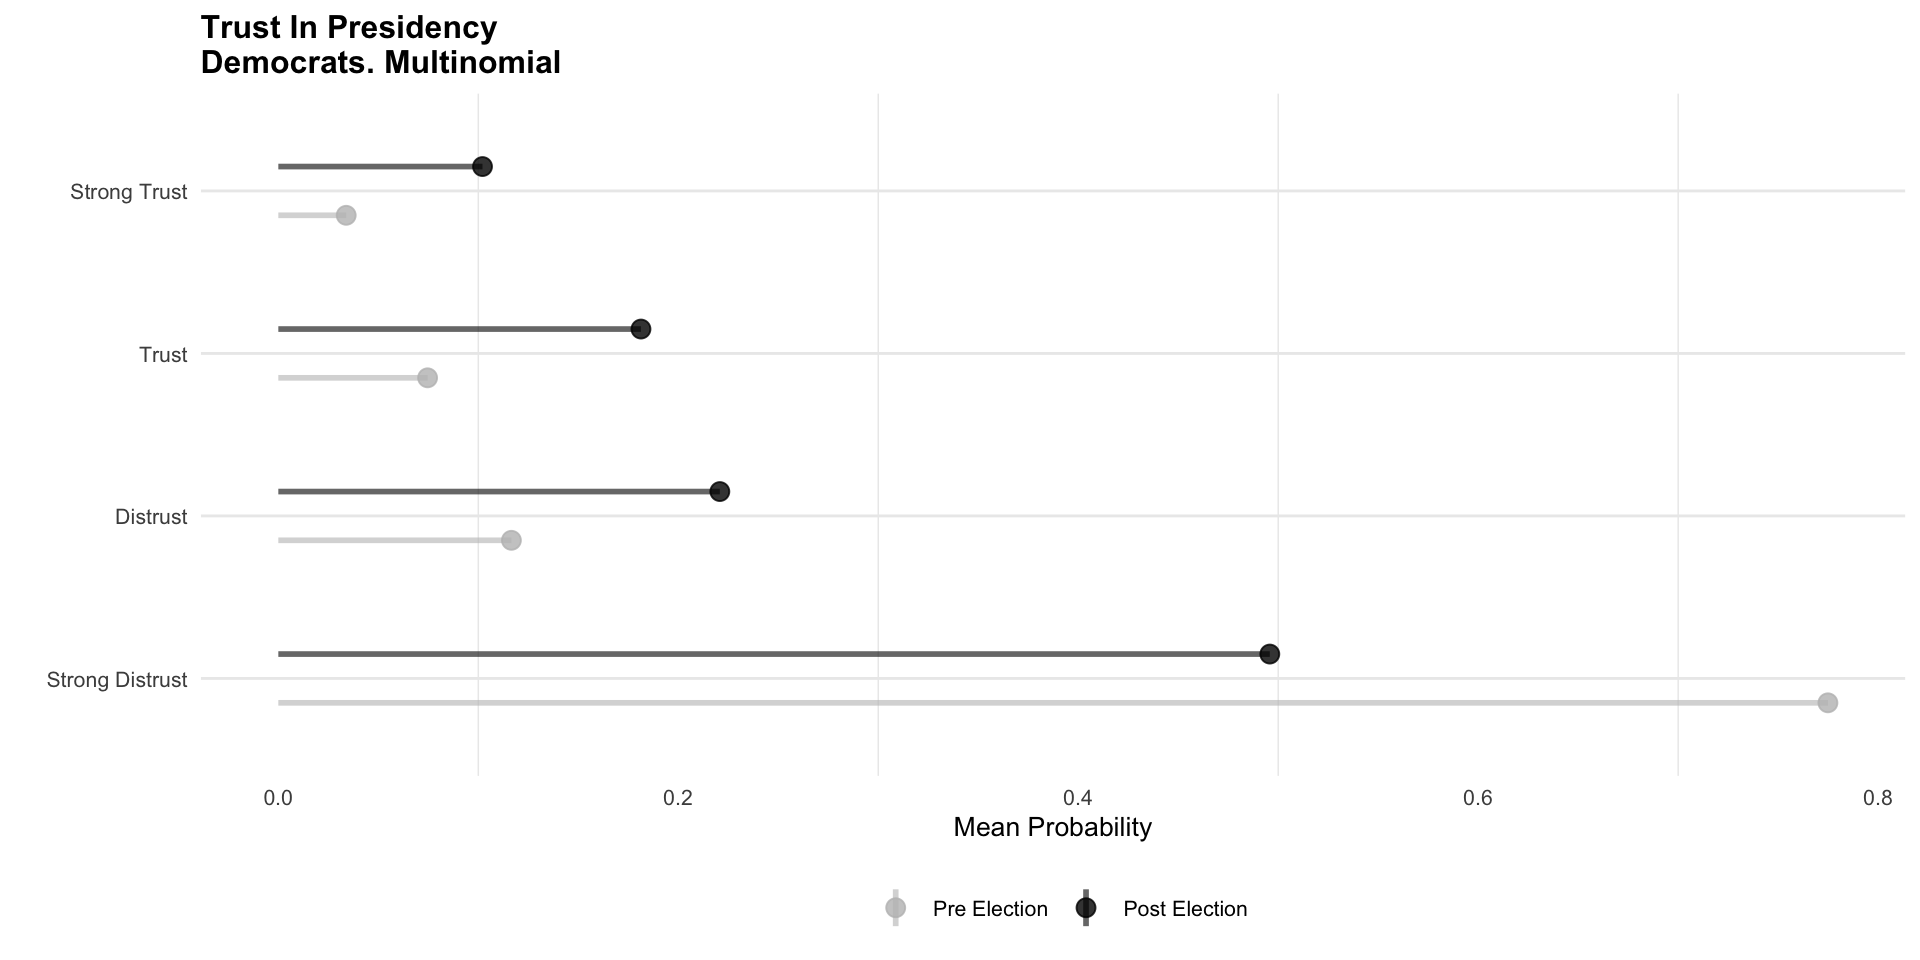 Trust In Presidency
Democrats. Multinomial
Strong Trust
Trust
Distrust
Strong Distrust
0.0 0.2 0.4 0.6 0.8
Mean Probability
Pre Election Post Election